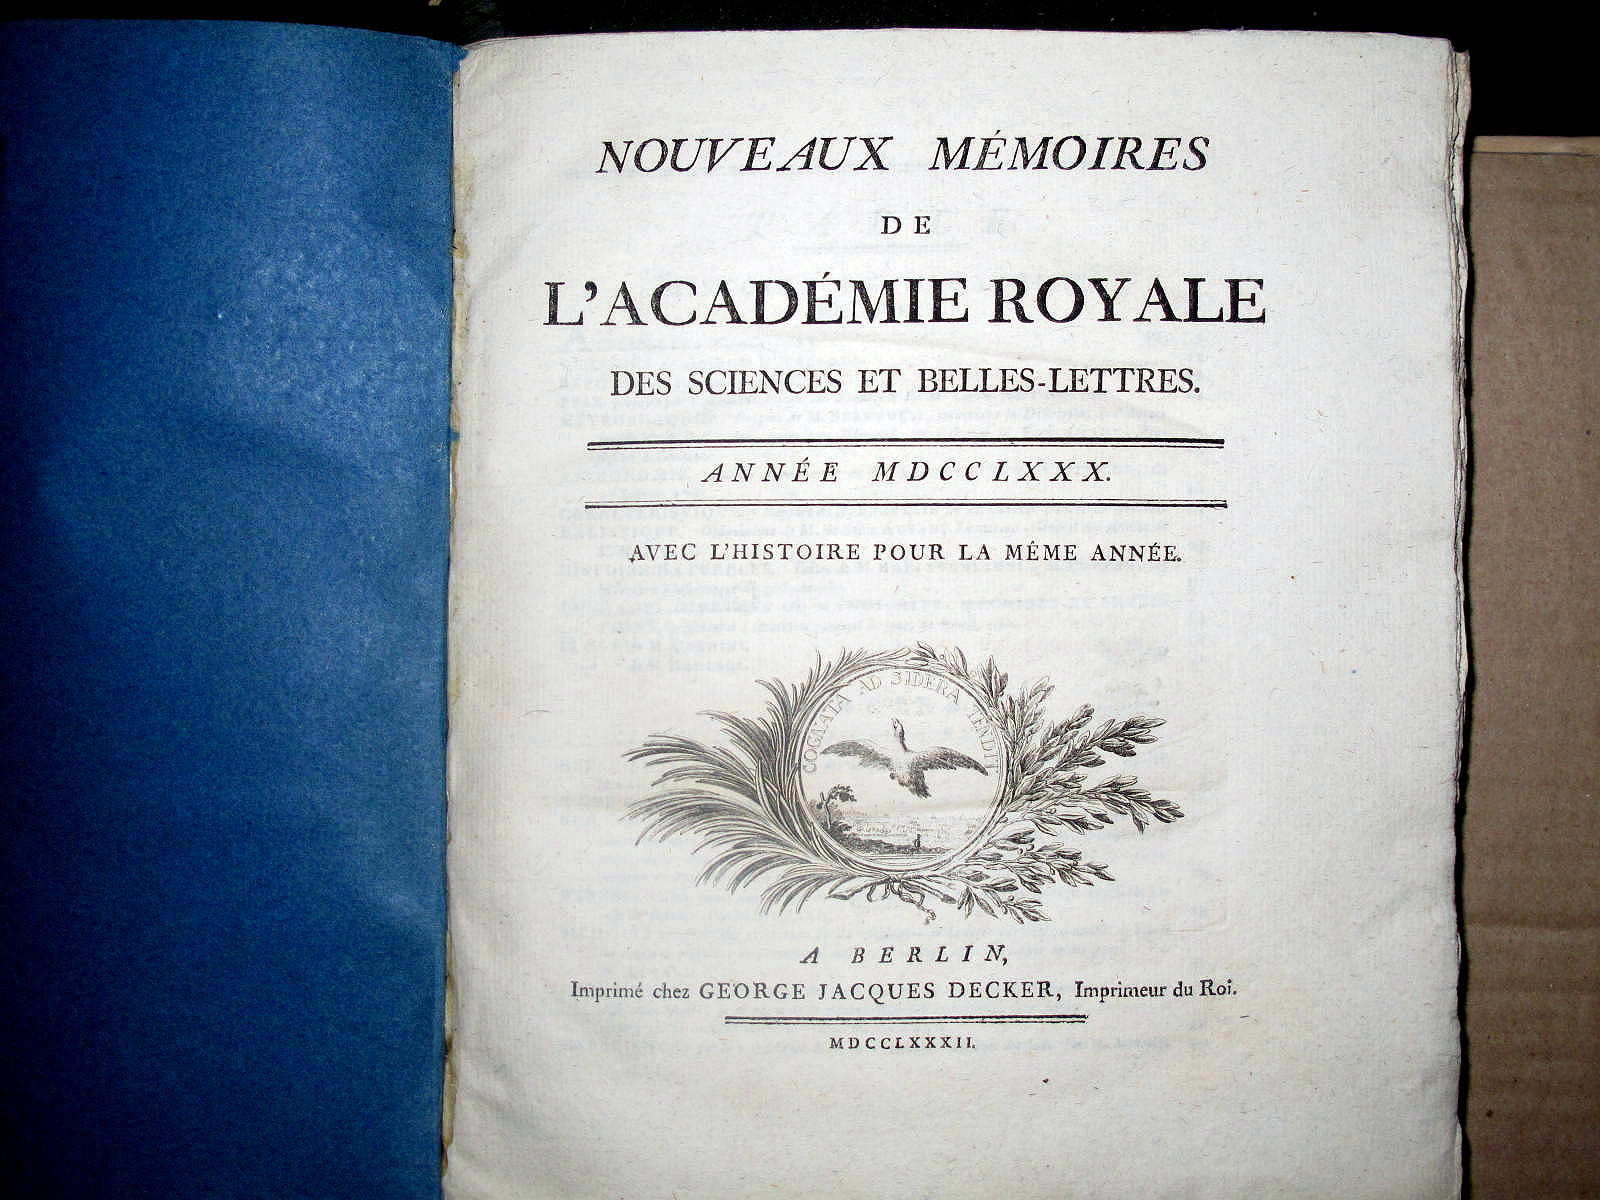 NOUVEAUX MÉMOIRES
DE
L'ACADÉMIE ROYALE
DES SCIENCES ET BELLES-LETTRES.
ANNÉE MDCCLXXX.
AVEC L'HISTOIRE POUR LA MÊME ANNÉE.
COGNATA AD SIDERA TENDIT
A BERLIN,
Imprimé chez GEORGE JACQUES DECKER, Imprimeur du Roi.
MDCCLXXXII.